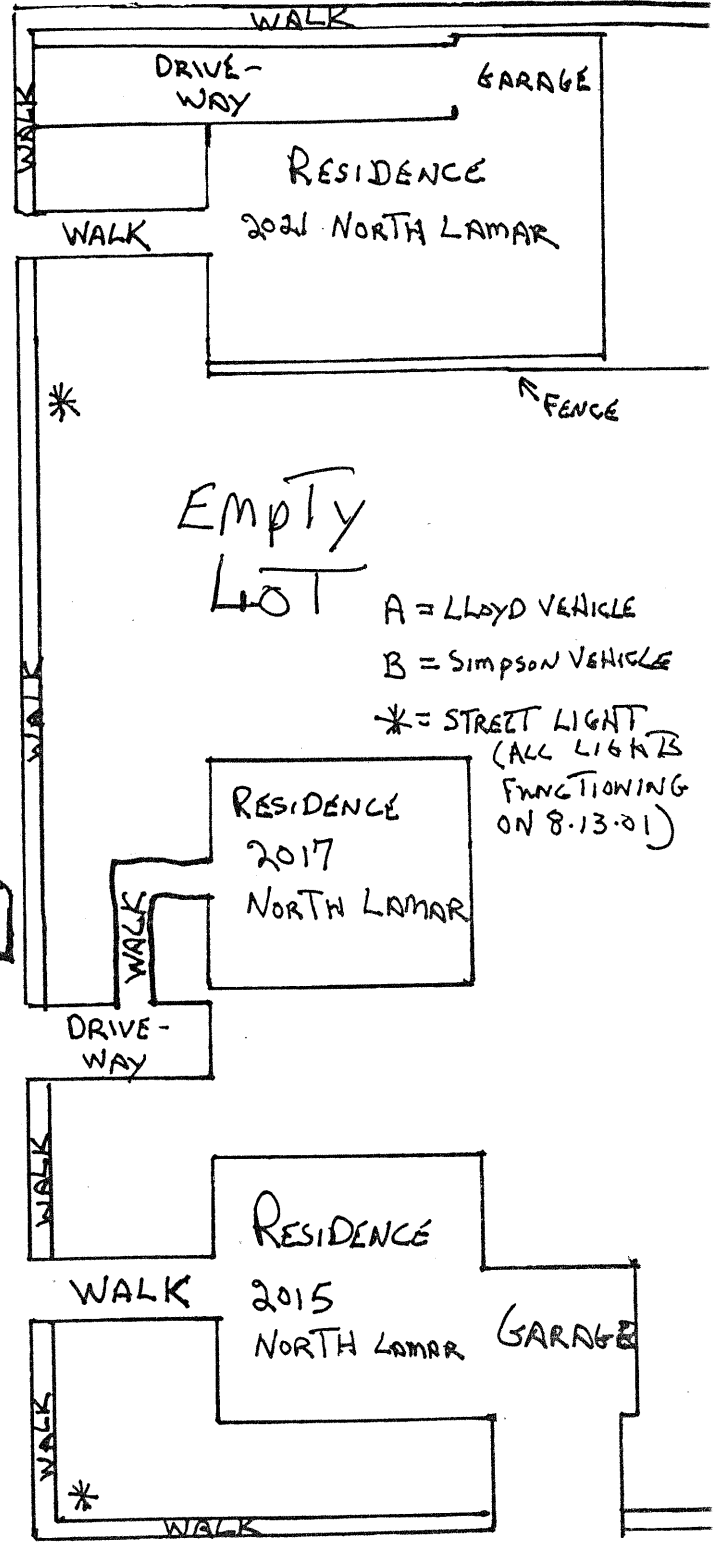 WALK
DRIVE-
WAY
GARAGE
WALK
RESIDENCE
2021 NORTH LAMAR
WALK
FENCE
EMPTY
LOT
A = LLOYD VEHICLE
B = SIMPSON VEHICLE
* = STREET LIGHT
(ALL LIGHTS
FUNCTIONING
ON 8.13.01)
WALK
RESIDENCE
2017
NORTH LAMAR
WALK
DRIVE-
WAY
WALK
RESIDENCE
WALK
2015
NORTH LAMAR
GARAGE
WALK
WALK